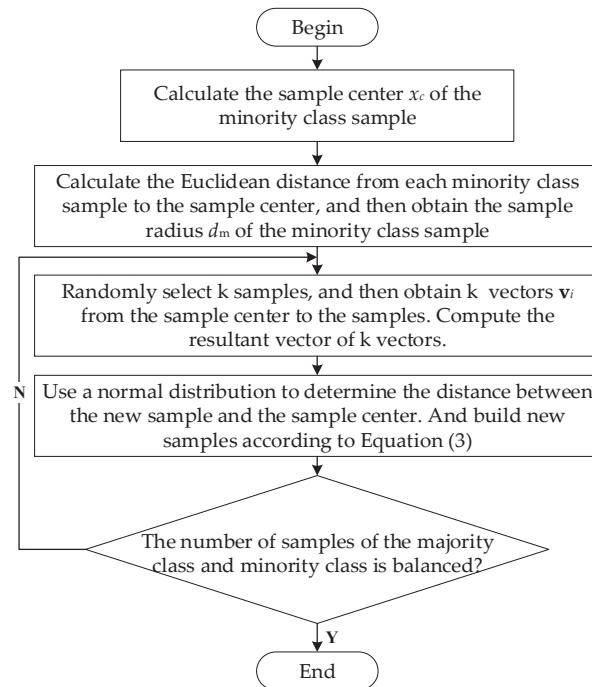 Begin
Calculate the sample center xc of the
minority class sample
Calculate the Euclidean distance from each minority class
sample to the sample center, and then obtain the sample
radius dm of the minority class sample
Randomly select k samples, and then obtain k vectors vi
from the sample center to the samples. Compute the
resultant vector of k vectors.
N
Use a normal distribution to determine the distance between
the new sample and the sample center. And build new
samples according to Equation (3)
The number of samples of the majority
class and minority class is balanced?
Y
End